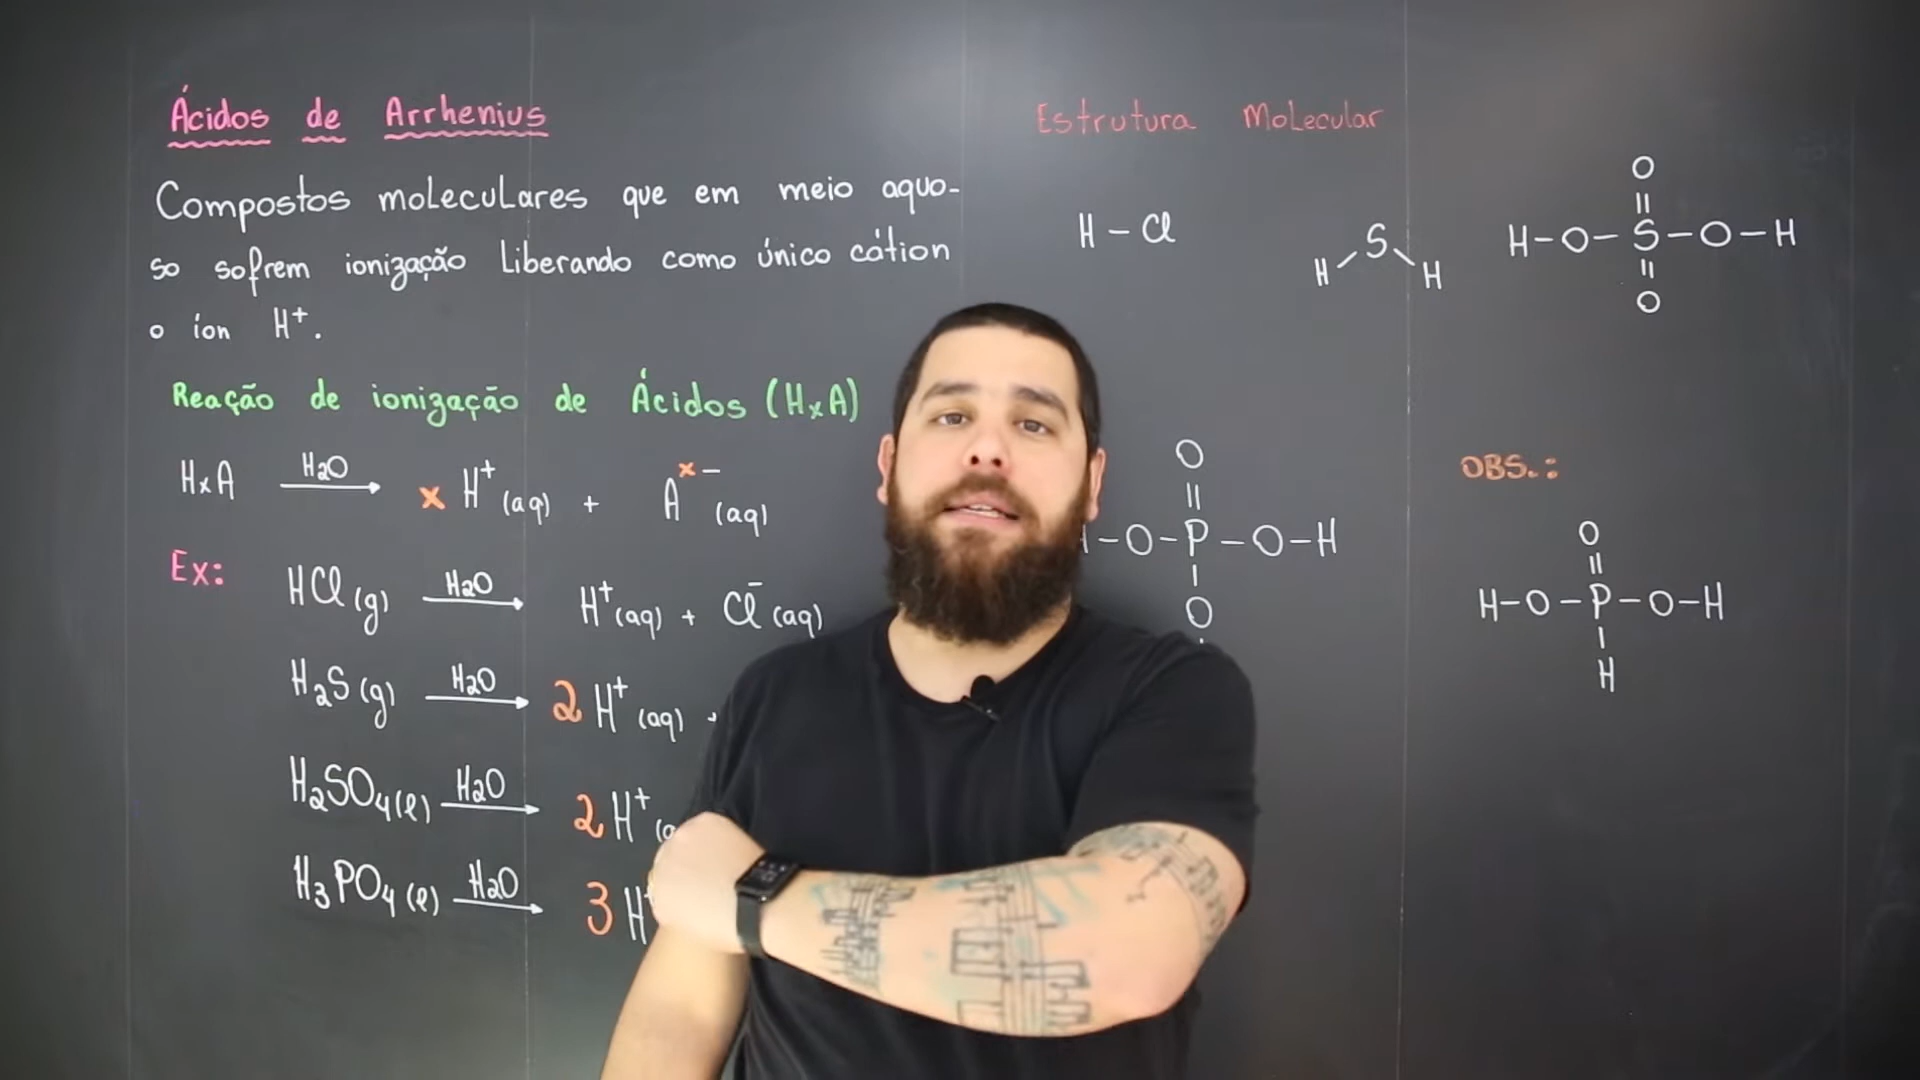 Ácidos de Arrhenius
Compostos moleculares que em meio aquo-
so sofrem ionização liberando como único cátion
o íon H⁺.
Reação de ionização de Ácidos (HxA)
HxA H₂O x H⁺(aq) + Aˣ⁻(aq)
Ex: HCl(g) H₂O H⁺(aq) + Cl⁻(aq)
H₂S(g) H₂O 2 H⁺(aq) +
H₂SO₄(l) H₂O 2 H⁺
H₃PO₄(l) H₂O 3 H⁺
Estrutura Molecular
H – Cl
S
H H
O
||
H–O–S–O–H
||
O
O
||
–O–P–O–H
|
O
OBS.:
O
||
H–O–P–O–H
|
H